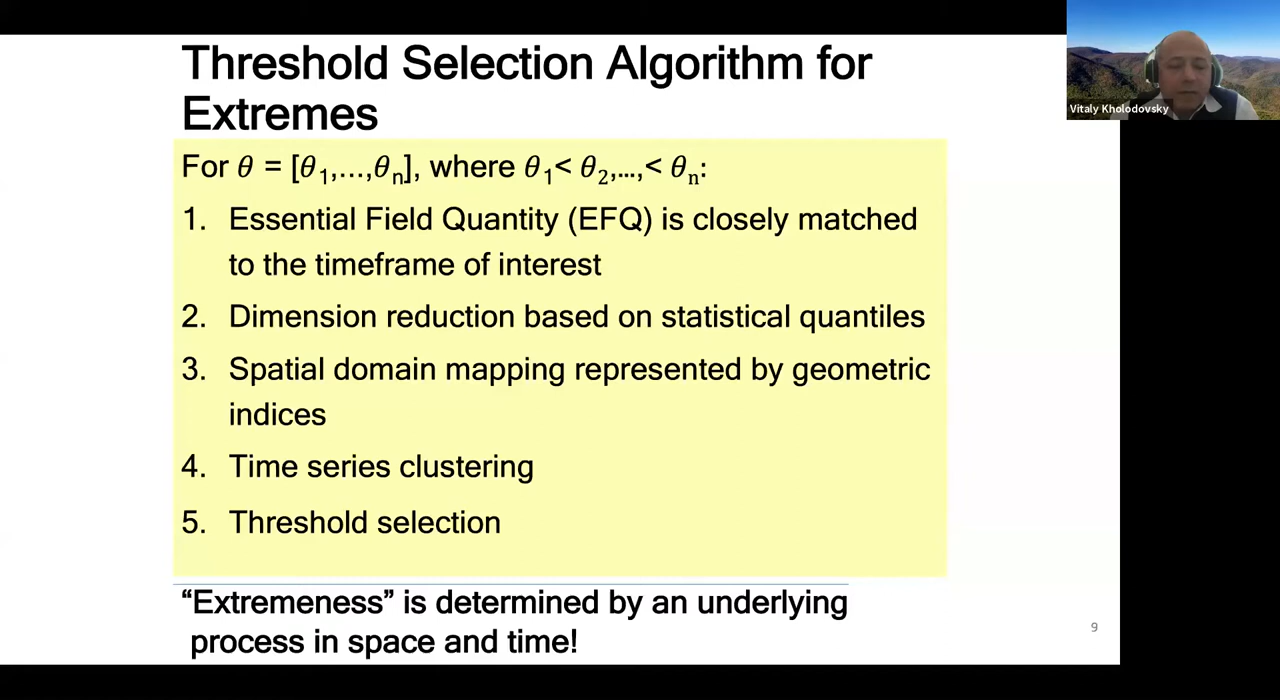 Threshold Selection Algorithm for
Extremes
For θ = [θ₁,...,θₙ], where θ₁< θ₂,...,< θₙ:
1. Essential Field Quantity (EFQ) is closely matched
to the timeframe of interest
2. Dimension reduction based on statistical quantiles
3. Spatial domain mapping represented by geometric
indices
4. Time series clustering
5. Threshold selection
“Extremeness” is determined by an underlying
process in space and time!
9
Vitaly Kholodovsky